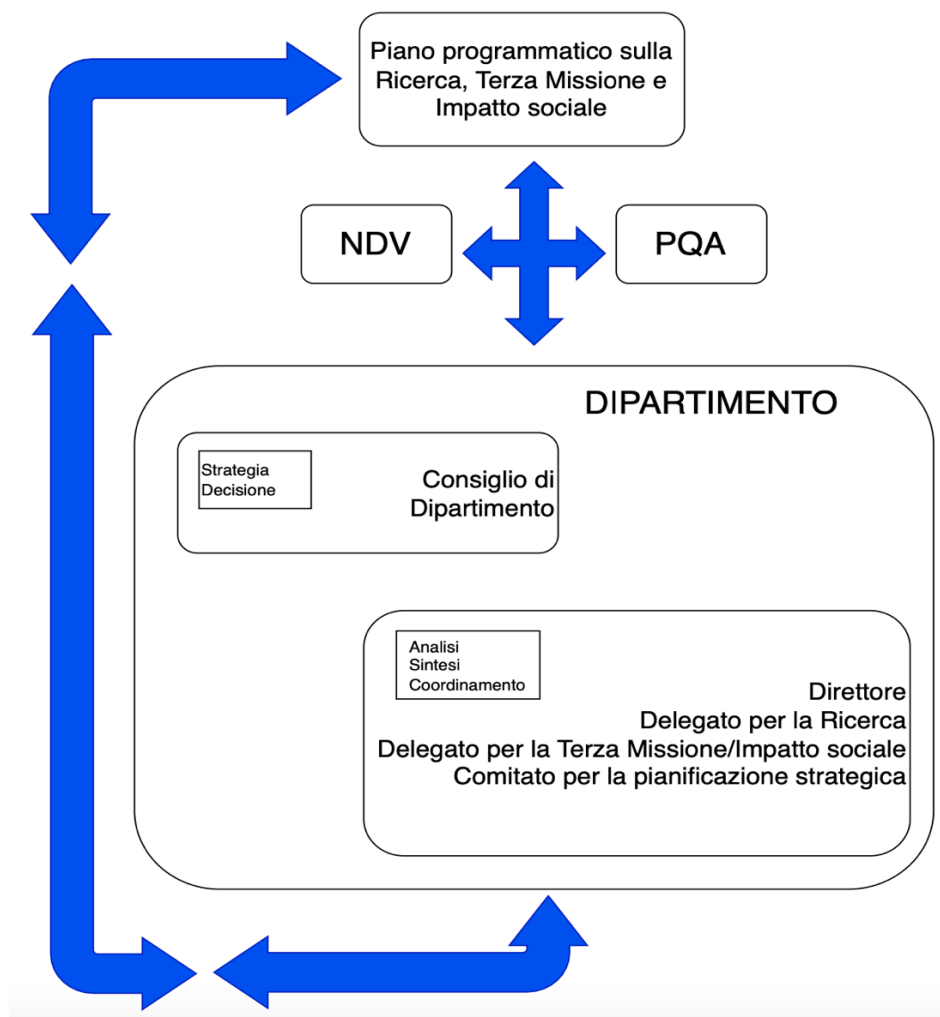 Piano programmatico sulla
Ricerca, Terza Missione e
Impatto sociale
NDV
PQA
DIPARTIMENTO
Strategia
Decisione
Consiglio di
Dipartimento
Analisi
Sintesi
Coordinamento
Direttore
Delegato per la Ricerca
Delegato per la Terza Missione/Impatto sociale
Comitato per la pianificazione strategica